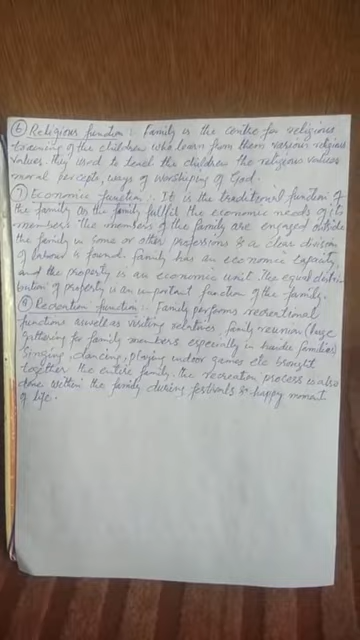 ⑥ Religious function :- Family is the centre for religious
training of the children who learn from them various religious
values. they used to teach the children the religious values
moral percepts, ways of worshiping of God.
⑦ Economic function :- It is the traditional function of
the family as the family fulfil the economic needs of its
members. the members of the family are engaged outside
the family in some or other professions & a clear division
of labour is found. Family has an economic capacity
and the property is an economic unit. The equal distri-
bution of property is an important function of the family.
Recreation function :- Family performs recreational
functions as well as visiting relatives, family reunion (huge
gathering for family members especially in families)
singing, dancing, playing indoor games etc brought
together the entire family. the recreation process is also
done within the family during festivals & happy moments
of life.